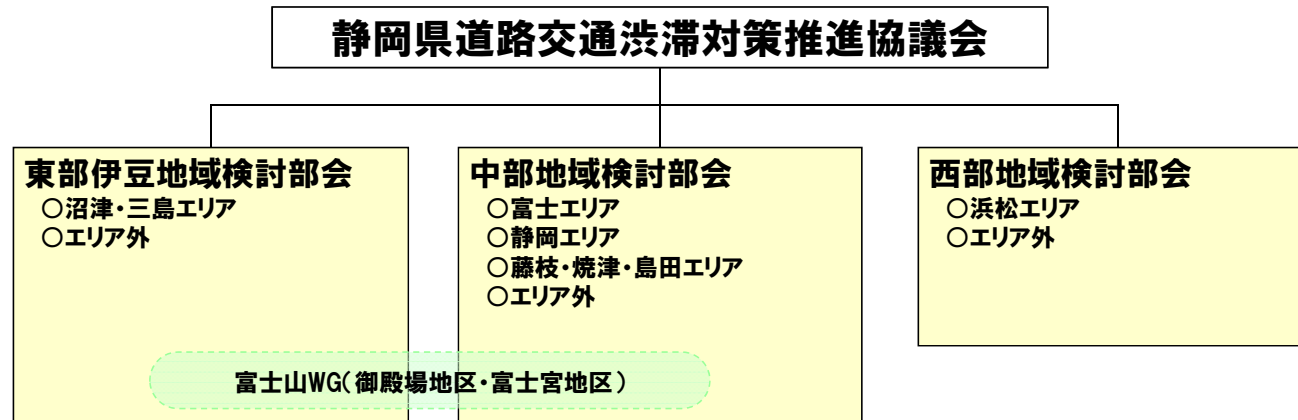 静岡県道路交通渋滞対策推進協議会
東部伊豆地域検討部会
○沼津・三島エリア
○エリア外
中部地域検討部会
○富士エリア
○静岡エリア
○藤枝・焼津・島田エリア
○エリア外
西部地域検討部会
○浜松エリア
○エリア外
富士山WG(御殿場地区・富士宮地区)